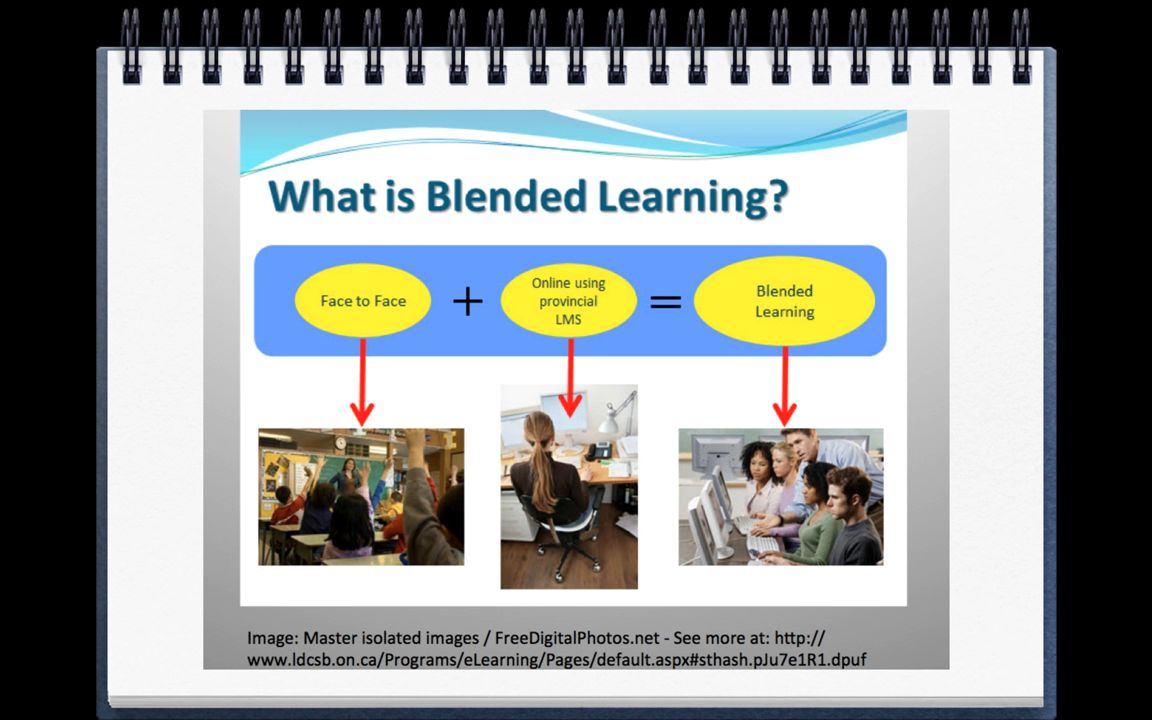 What is Blended Learning?
Face to Face
+
Online using
provincial
LMS
=
Blended
Learning
Image: Master isolated images / FreeDigitalPhotos.net - See more at: http://
www.ldcsb.on.ca/Programs/eLearning/Pages/default.aspx#sthash.pJu7e1R1.dpuf